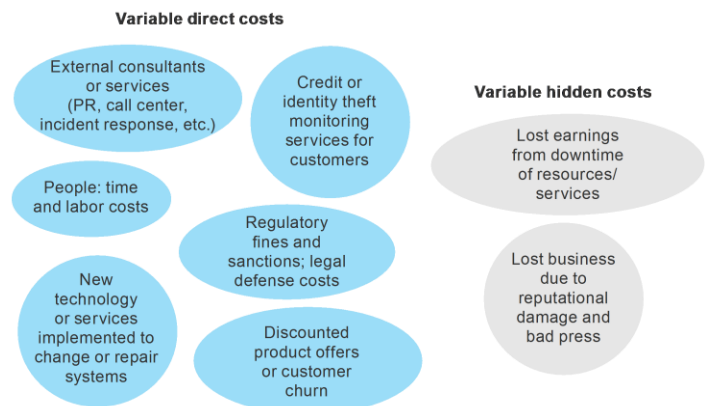 Variable direct costs
External consultants
or services
(PR, call center,
incident response, etc.)
Credit or
identity theft
monitoring
services for
customers
People: time
and labor costs
Regulatory
fines and
sanctions; legal
defense costs
New
technology
or services
implemented to
change or repair
systems
Discounted
product offers
or customer
churn
Variable hidden costs
Lost earnings
from downtime
of resources/
services
Lost business
due to
reputational
damage and
bad press